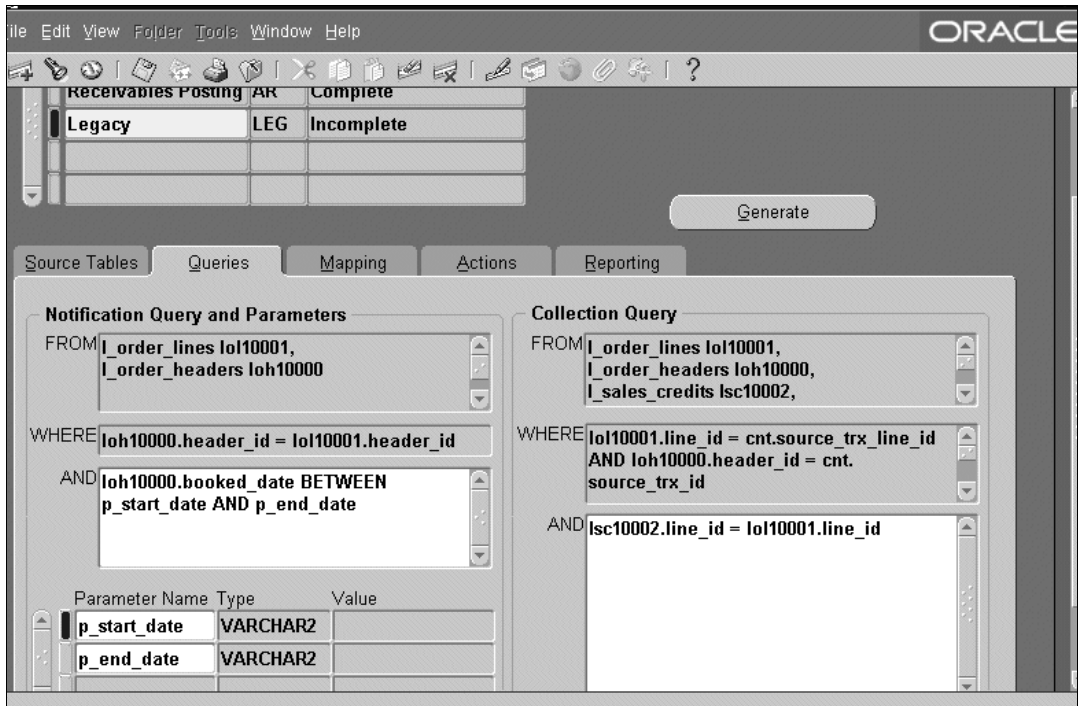 ile Edit View Folder Tools Window Help
ORACLE
Receivables Posting AR Complete
Legacy LEG Incomplete
Generate
Source Tables Queries Mapping Actions Reporting
Notification Query and Parameters
FROM l_order_lines lol10001,
l_order_headers loh10000
WHERE loh10000.header_id = lol10001.header_id
AND loh10000.booked_date BETWEEN
p_start_date AND p_end_date
Parameter Name Type Value
p_start_date VARCHAR2
p_end_date VARCHAR2
Collection Query
FROM l_order_lines lol10001,
l_order_headers loh10000,
l_sales_credits lsc10002,
WHERE lol10001.line_id = cnt.source_trx_line_id
AND loh10000.header_id = cnt.
source_trx_id
AND lsc10002.line_id = lol10001.line_id